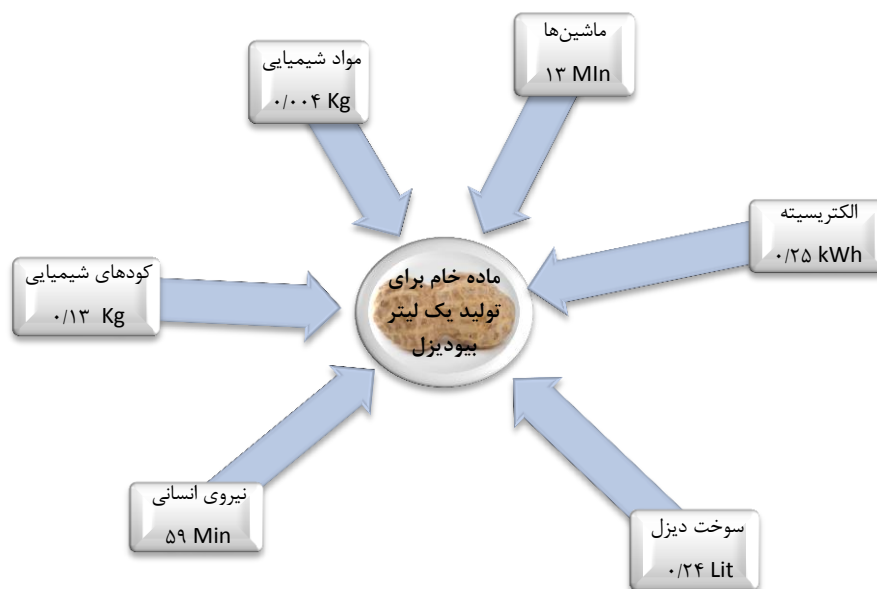 ماشین‌ها
۱۳ MIn
مواد شیمیایی
۰/۰۰۴ Kg
الکتریسیته
۰/۲۵ kWh
کودهای شیمیایی
۰/۱۳ Kg
ماده خام برای
تولید یک لیتر
بیودیزل
نیروی انسانی
۵۹ Min
سوخت دیزل
۰/۲۴ Lit